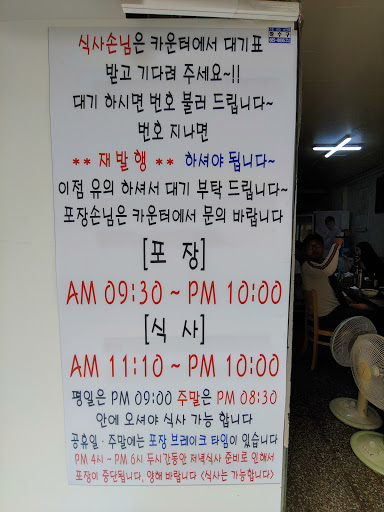 식사손님은 카운터에서 대기표
받고 기다려 주세요~!!
대기 하시면 번호 불러 드립니다~
번호 지나면
** 재발행 ** 하셔야 됩니다~
이점 유의 하셔서 대기 부탁 드립니다~
포장손님은 카운터에서 문의 바랍니다
[포 장]
AM 09:30 ~ PM 10:00
[식 사]
AM 11:10 ~ PM 10:00
평일은 PM 09:00 주말은 PM 08:30
안에 오셔야 식사 가능 합니다
공휴일·주말에는 포장 브레이크 타임이 있습니다
PM 4시 ~ PM 6시 두시간동안 저녁식사 준비로 인해서
포장이 중단됩니다, 양해 바랍니다 <식사는 가능합니다>